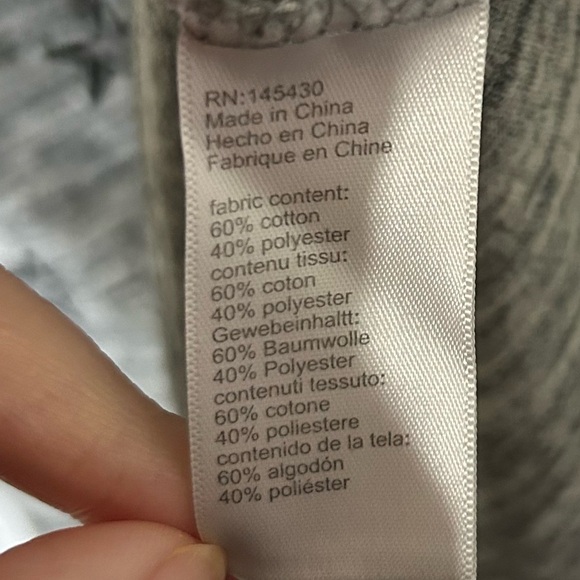 RN:145430
Made in China
Hecho en China
Fabrique en Chine
fabric content:
60% cotton
40% polyester
contenu tissu:
60% coton
40% polyester
Gewebeinhaltt:
60% Baumwolle
40% Polyester
contenuti tessuto:
60% cotone
40% poliestere
contenido de la tela:
60% algodón
40% poliéster